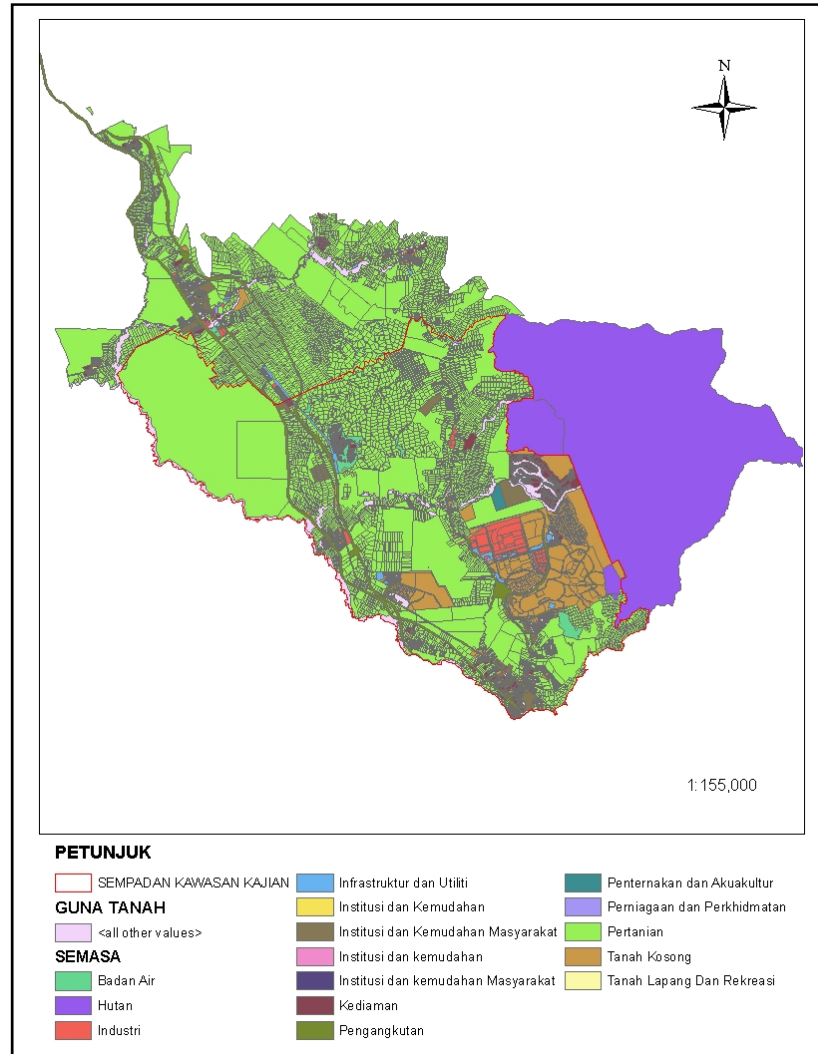 N
1:155,000
PETUNJUK
SEMPADAN KAWASAN KAJIAN
GUNA TANAH
<all other values>
SEMASA
Badan Air
Hutan
Industri
Infrastruktur dan Utiliti
Institusi dan Kemudahan
Institusi dan Kemudahan Masyarakat
Institusi dan kemudahan
Institusi dan kemudahan Masyarakat
Kediaman
Pengangkutan
Penternakan dan Akuakultur
Perniagaan dan Perkhidmatan
Pertanian
Tanah Kosong
Tanah Lapang Dan Rekreasi